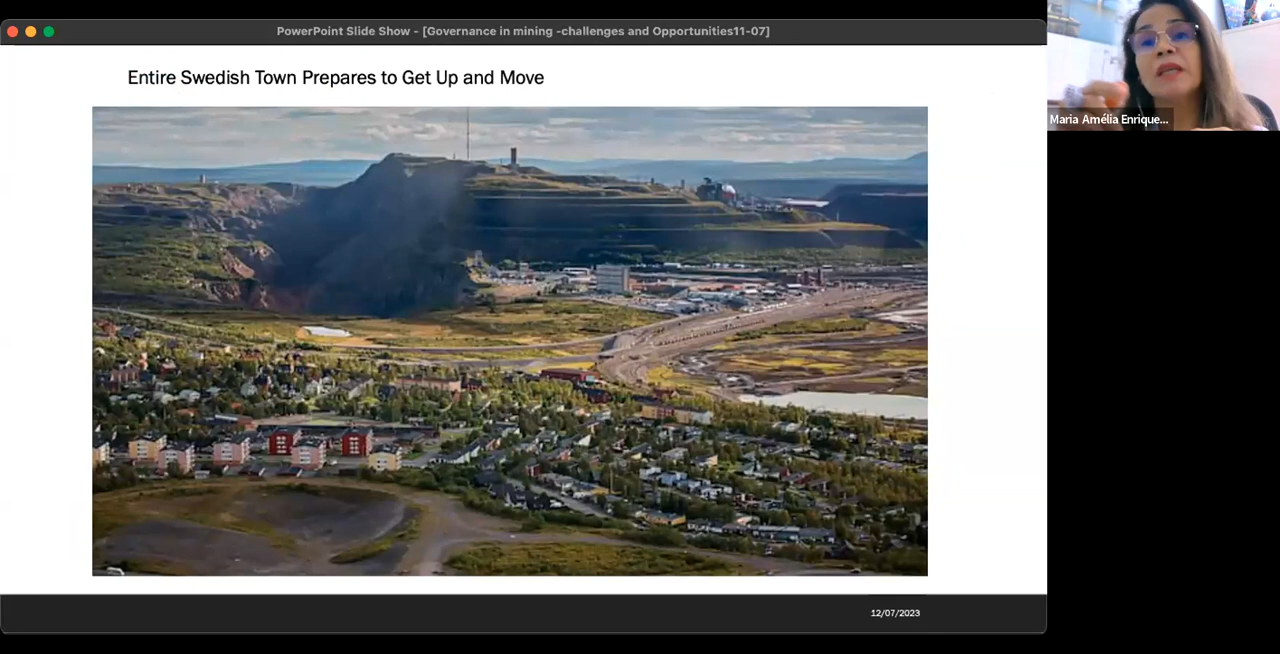 PowerPoint Slide Show - [Governance in mining -challenges and Opportunities11-07]
Entire Swedish Town Prepares to Get Up and Move
Maria Amélia Enrique...
12/07/2023